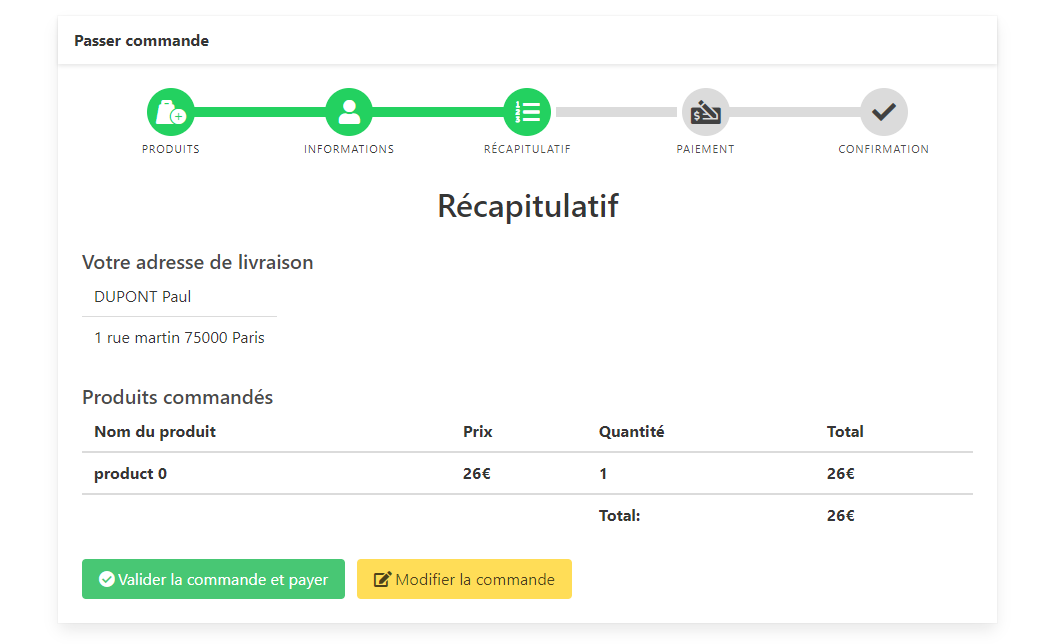 Passer commande
PRODUITS INFORMATIONS RÉCAPITULATIF PAIEMENT CONFIRMATION
Récapitulatif
Votre adresse de livraison
DUPONT Paul
1 rue martin 75000 Paris
Produits commandés
Nom du produit Prix Quantité Total
product 0 26€ 1 26€
Total: 26€
Valider la commande et payer Modifier la commande